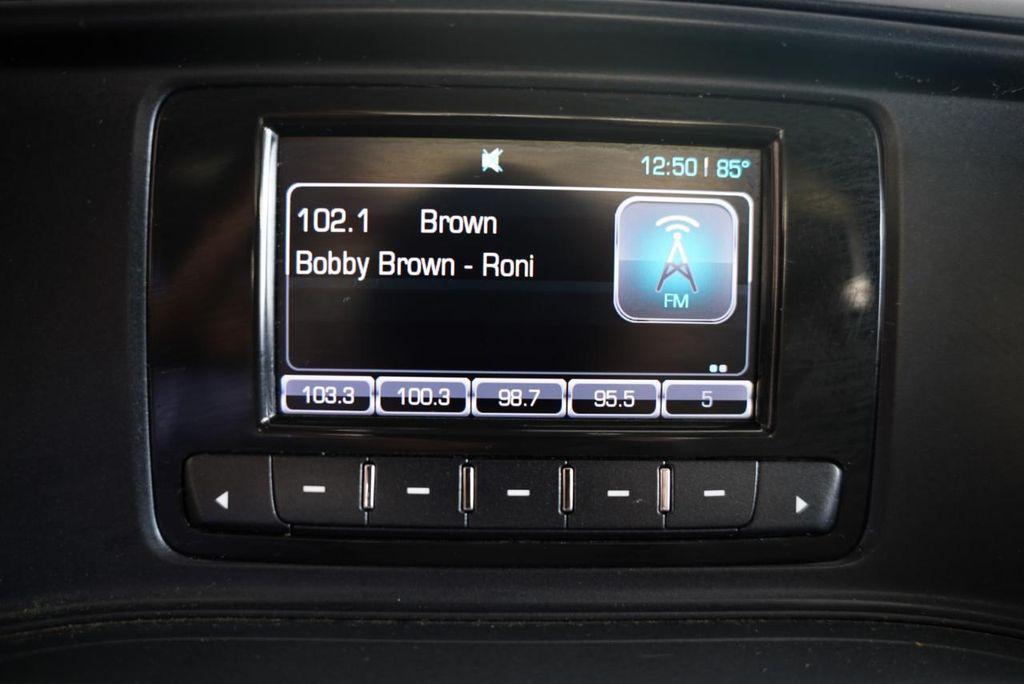 12:50 | 85°
102.1 Brown
Bobby Brown - Roni
FM
103.3 100.3 98.7 95.5 5